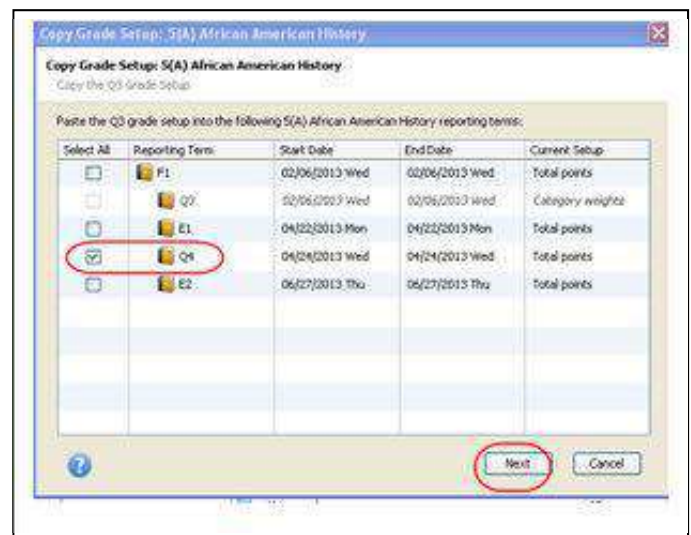 Copy Grade Setup: 5(A) African American History
Copy Grade Setup: 5(A) African American History
Copy the Q3 Grade Setup
Paste the Q3 grade setup into the following 5(A) African American History reporting terms:
Select All Reporting Term Start Date End Date Current Setup
F1 02/06/2013 Wed 02/06/2013 Wed Total points
Q3 02/06/2013 Wed 02/06/2013 Wed Category weights
E1 04/22/2013 Mon 04/22/2013 Mon Total points
Q4 04/24/2013 Wed 04/24/2013 Wed Total points
E2 06/27/2013 Thu 06/27/2013 Thu Total points
? Next Cancel